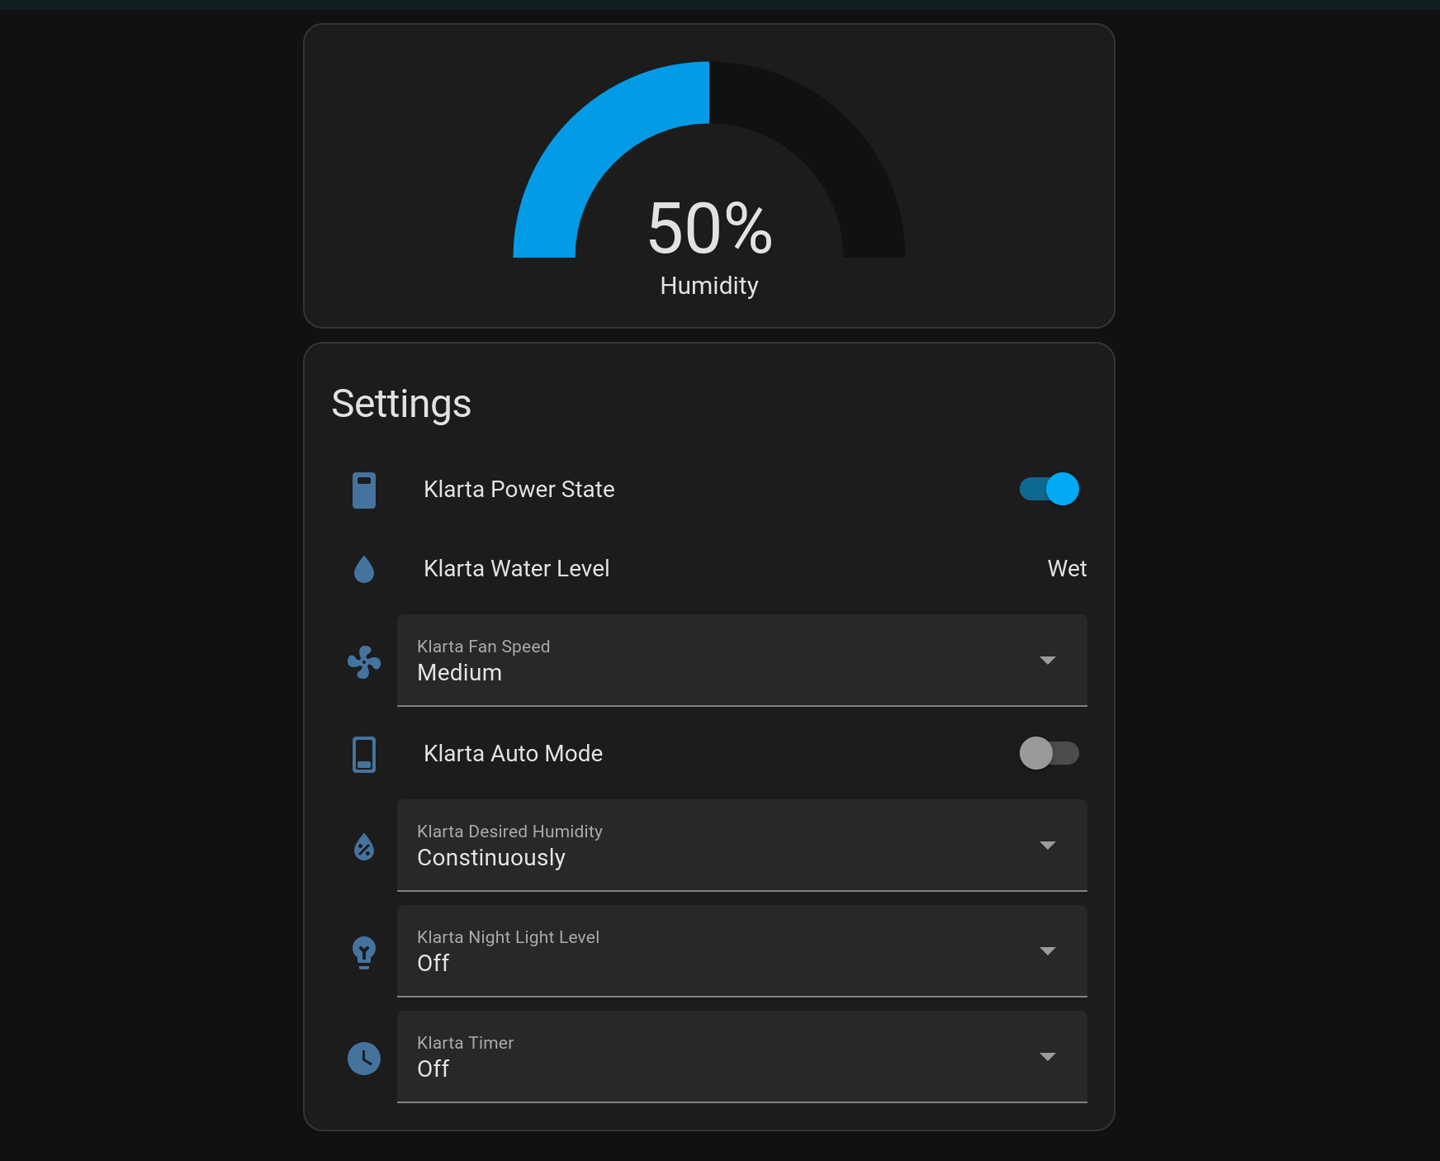 50%
Humidity
Settings
Klarta Power State
Klarta Water Level
Wet
Klarta Fan Speed
Medium
Klarta Auto Mode
Klarta Desired Humidity
Constinuously
Klarta Night Light Level
Off
Klarta Timer
Off